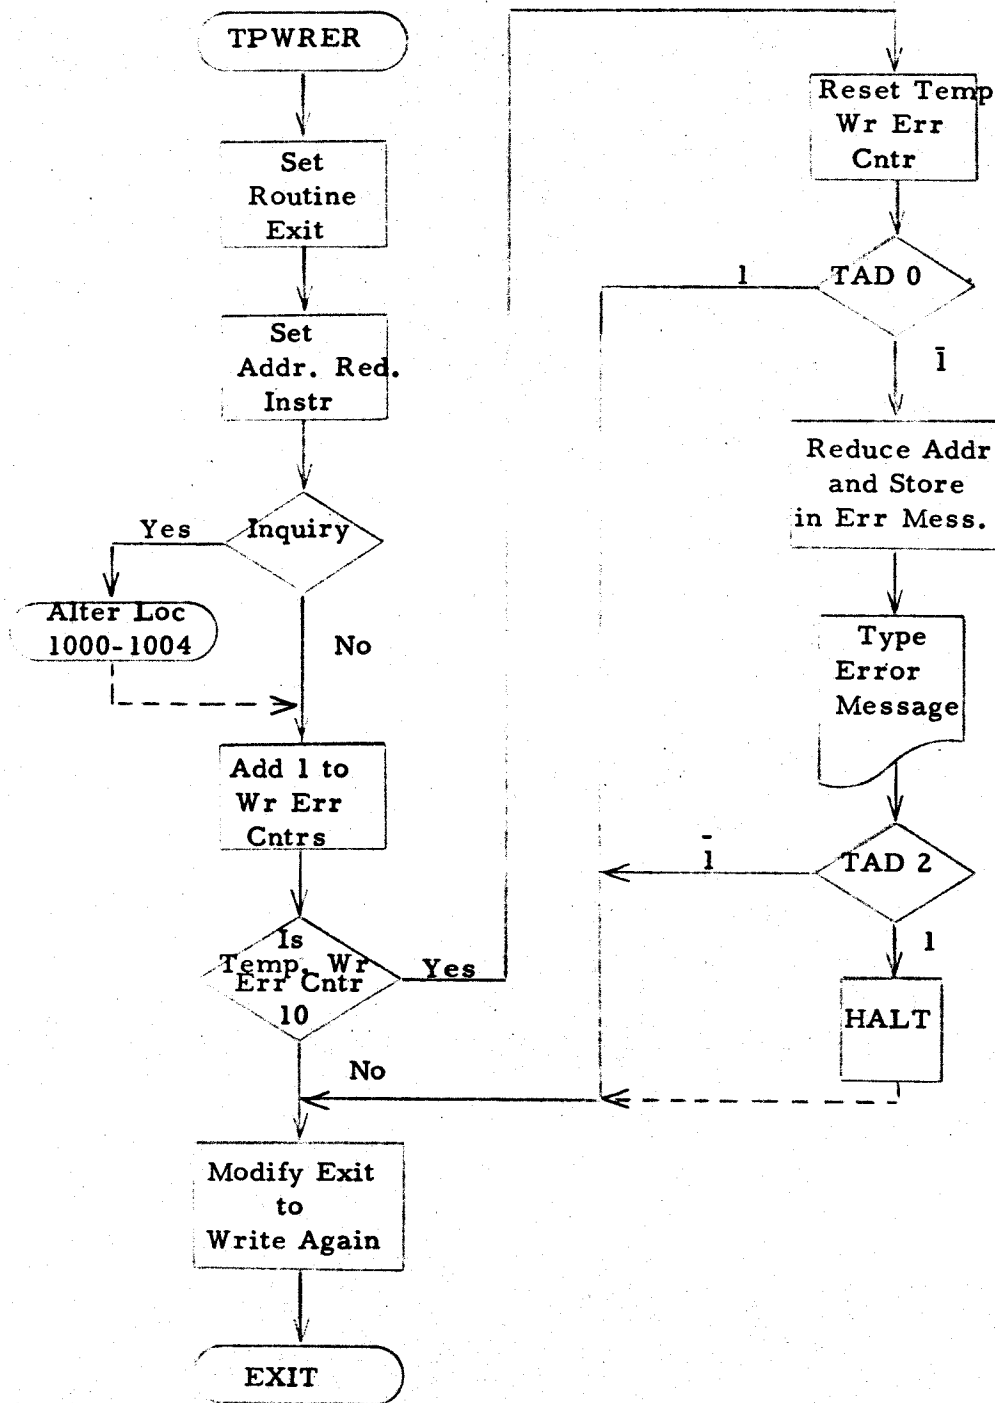 TPWRER
Set
Routine
Exit
Set
Addr. Red.
Instr
Inquiry
Yes
Alter Loc
1000-1004
No
Add 1 to
Wr Err
Cntrs
Is
Temp. Wr
Err Cntr
10
Yes
No
Modify Exit
to
Write Again
EXIT
Reset Temp
Wr Err
Cntr
TAD 0
1
1̄
Reduce Addr
and Store
in Err Mess.
Type
Error
Message
TAD 2
1̄
1
HALT